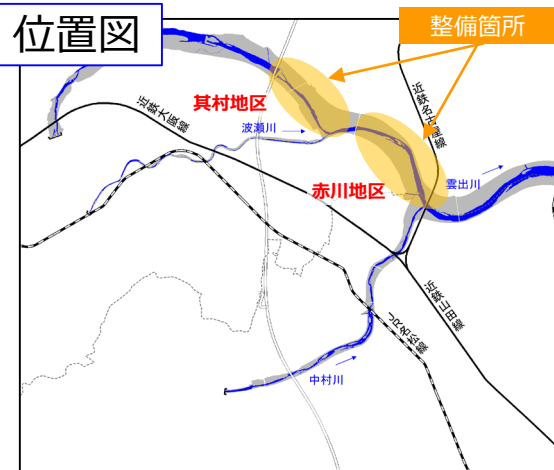 位置図
整備箇所
近鉄名古屋線
其村地区
近鉄大阪線
波瀬川
赤川地区
雲出川
近鉄山田線
JR名松線
中村川